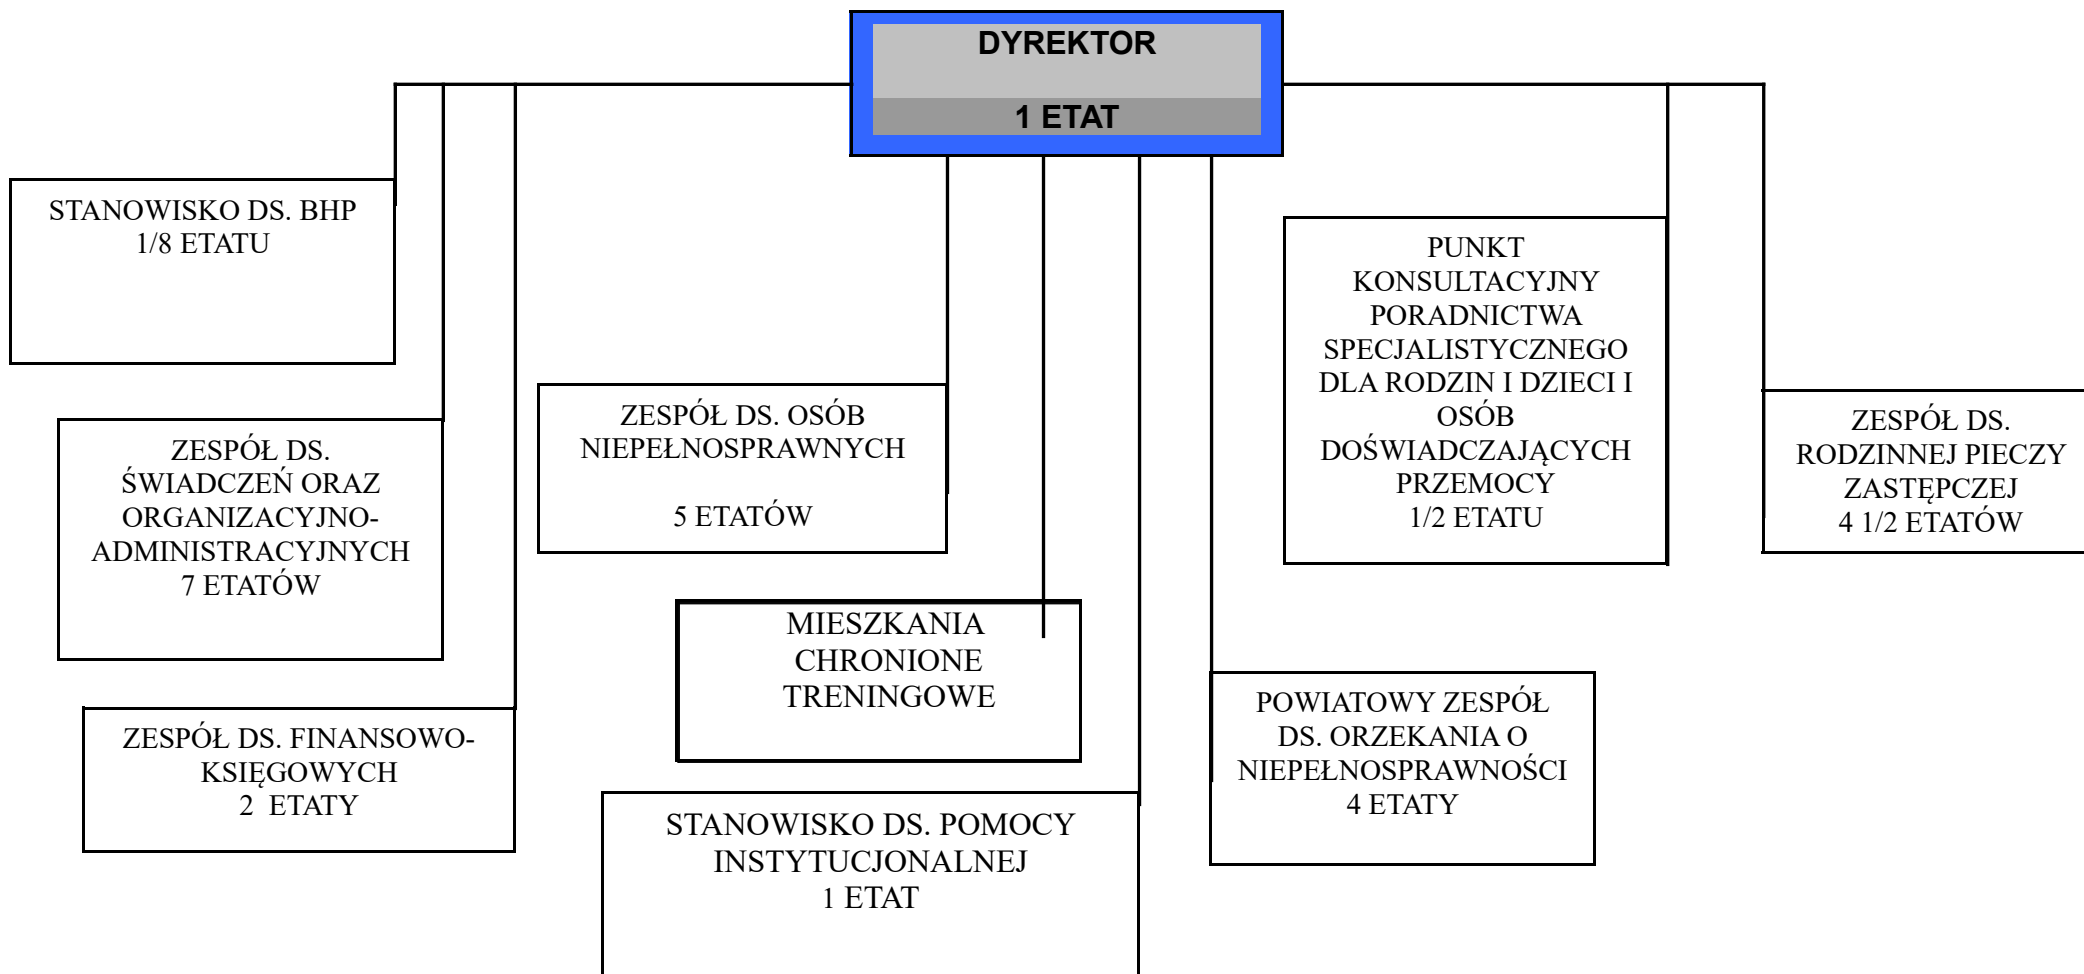 DYREKTOR
1 ETAT
STANOWISKO DS. BHP
1/8 ETATU
ZESPÓŁ DS.
ŚWIADCZEŃ ORAZ
ORGANIZACYJNO-
ADMINISTRACYJNYCH
7 ETATÓW
ZESPÓŁ DS. FINANSOWO-
KSIĘGOWYCH
2 ETATY
ZESPÓŁ DS. OSÓB
NIEPEŁNOSPRAWNYCH
5 ETATÓW
MIESZKANIA
CHRONIONE
TRENINGOWE
STANOWISKO DS. POMOCY
INSTYTUCJONALNEJ
1 ETAT
POWIATOWY ZESPÓŁ
DS. ORZEKANIA O
NIEPEŁNOSPRAWNOŚCI
4 ETATY
PUNKT
KONSULTACYJNY
PORADNICTWA
SPECJALISTYCZNEGO
DLA RODZIN I DZIECI I
OSÓB
DOŚWIADCZAJĄCYCH
PRZEMOCY
1/2 ETATU
ZESPÓŁ DS.
RODZINNEJ PIECZY
ZASTĘPCZEJ
4 1/2 ETATÓW